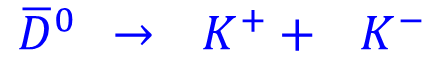 D̅⁰ → K⁺ + K⁻